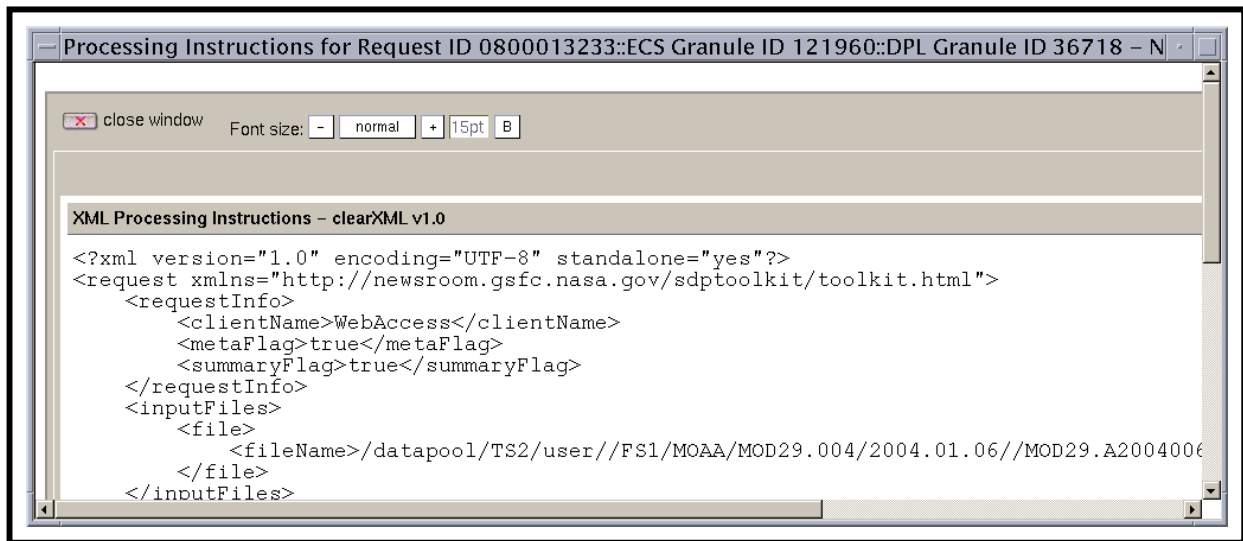 Processing Instructions for Request ID 0800013233::ECS Granule ID 121960::DPL Granule ID 36718 – N
close window Font size: - normal + 15pt B
XML Processing Instructions – clearXML v1.0
<?xml version="1.0" encoding="UTF-8" standalone="yes"?>
<request xmlns="http://newsroom.gsfc.nasa.gov/sdptoolkit/toolkit.html">
    <requestInfo>
        <clientName>WebAccess</clientName>
        <metaFlag>true</metaFlag>
        <summaryFlag>true</summaryFlag>
    </requestInfo>
    <inputFiles>
        <file>
            <fileName>/datapool/TS2/user//FS1/MOAA/MOD29.004/2004.01.06//MOD29.A2004006
        </file>
    </inputFiles>